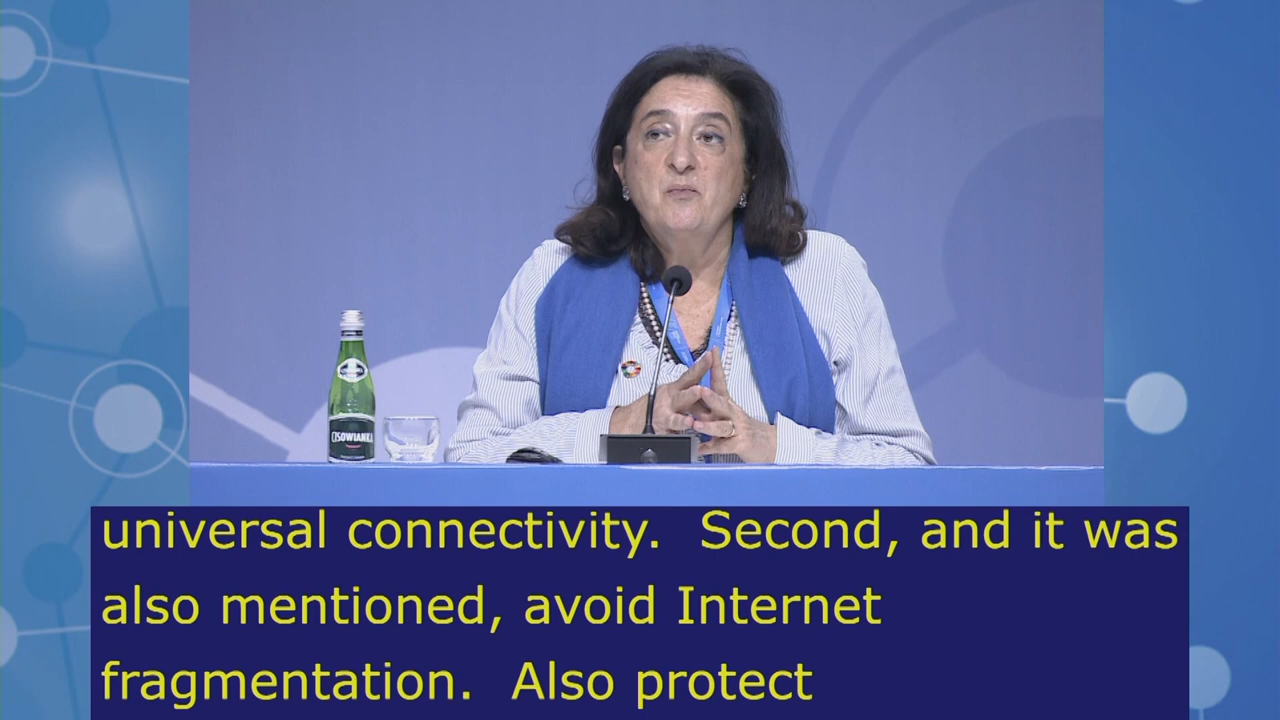 CISOWIANKA
universal connectivity.  Second, and it was
also mentioned, avoid Internet
fragmentation.  Also protect